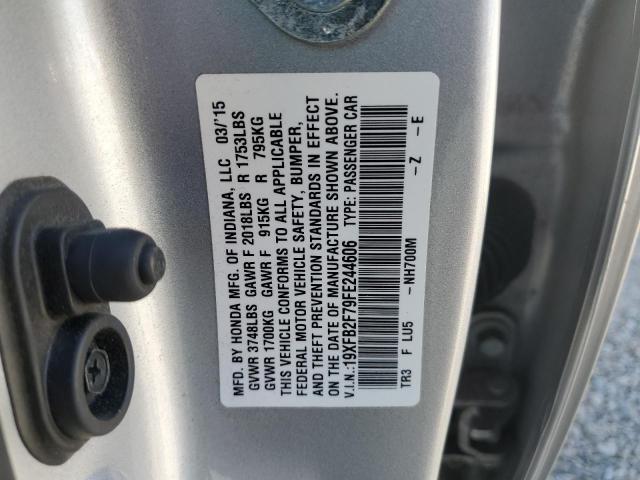 MFD. BY HONDA MFG. OF INDIANA, LLC 03/'15
GVWR 3748LBS GAWR F 2018LBS R 1753LBS
GVWR 1700KG GAWR F 915KG R 795KG
THIS VEHICLE CONFORMS TO ALL APPLICABLE
FEDERAL MOTOR VEHICLE SAFETY, BUMPER,
AND THEFT PREVENTION STANDARDS IN EFFECT
ON THE DATE OF MANUFACTURE SHOWN ABOVE.
V.I.N.: 19XFB2F79FE244606 TYPE: PASSENGER CAR
TR3 F LU5 -NH700M -Z -E